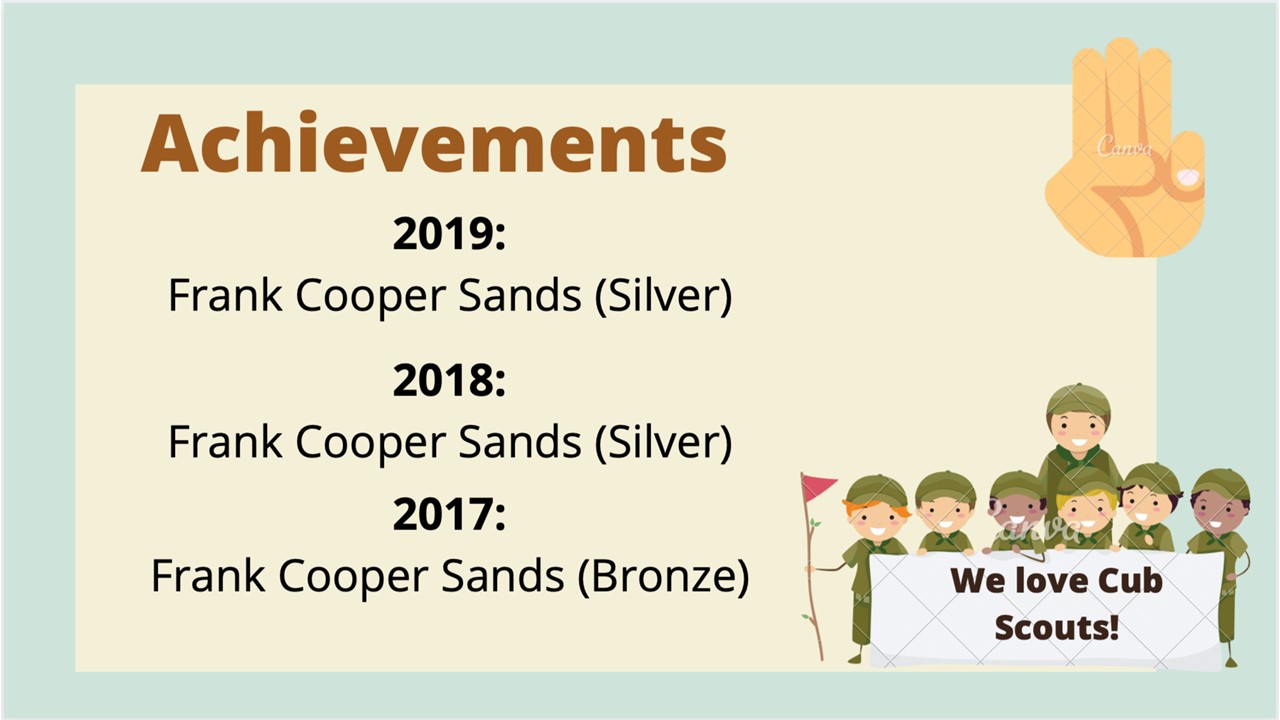 Achievements
2019:
Frank Cooper Sands (Silver)
2018:
Frank Cooper Sands (Silver)
2017:
Frank Cooper Sands (Bronze)
Canva
Canva
We love Cub
Scouts!